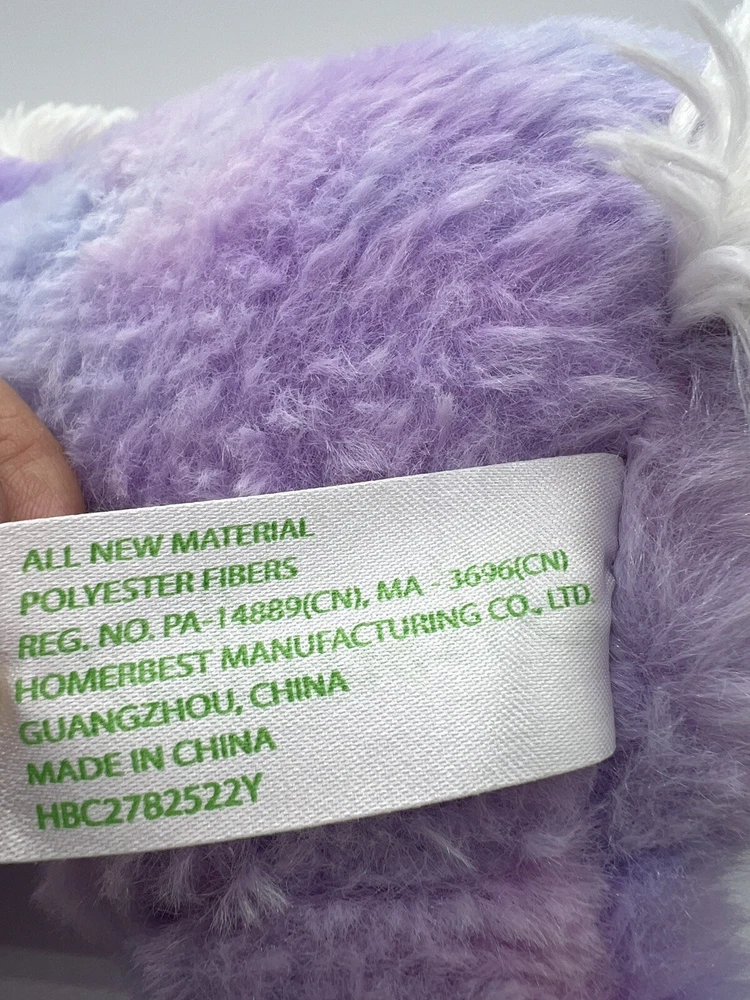 ALL NEW MATERIAL
POLYESTER FIBERS
REG. NO. PA-14889(CN), MA - 3696(CN)
HOMERBEST MANUFACTURING CO., LTD.
GUANGZHOU, CHINA
MADE IN CHINA
HBC2782522Y